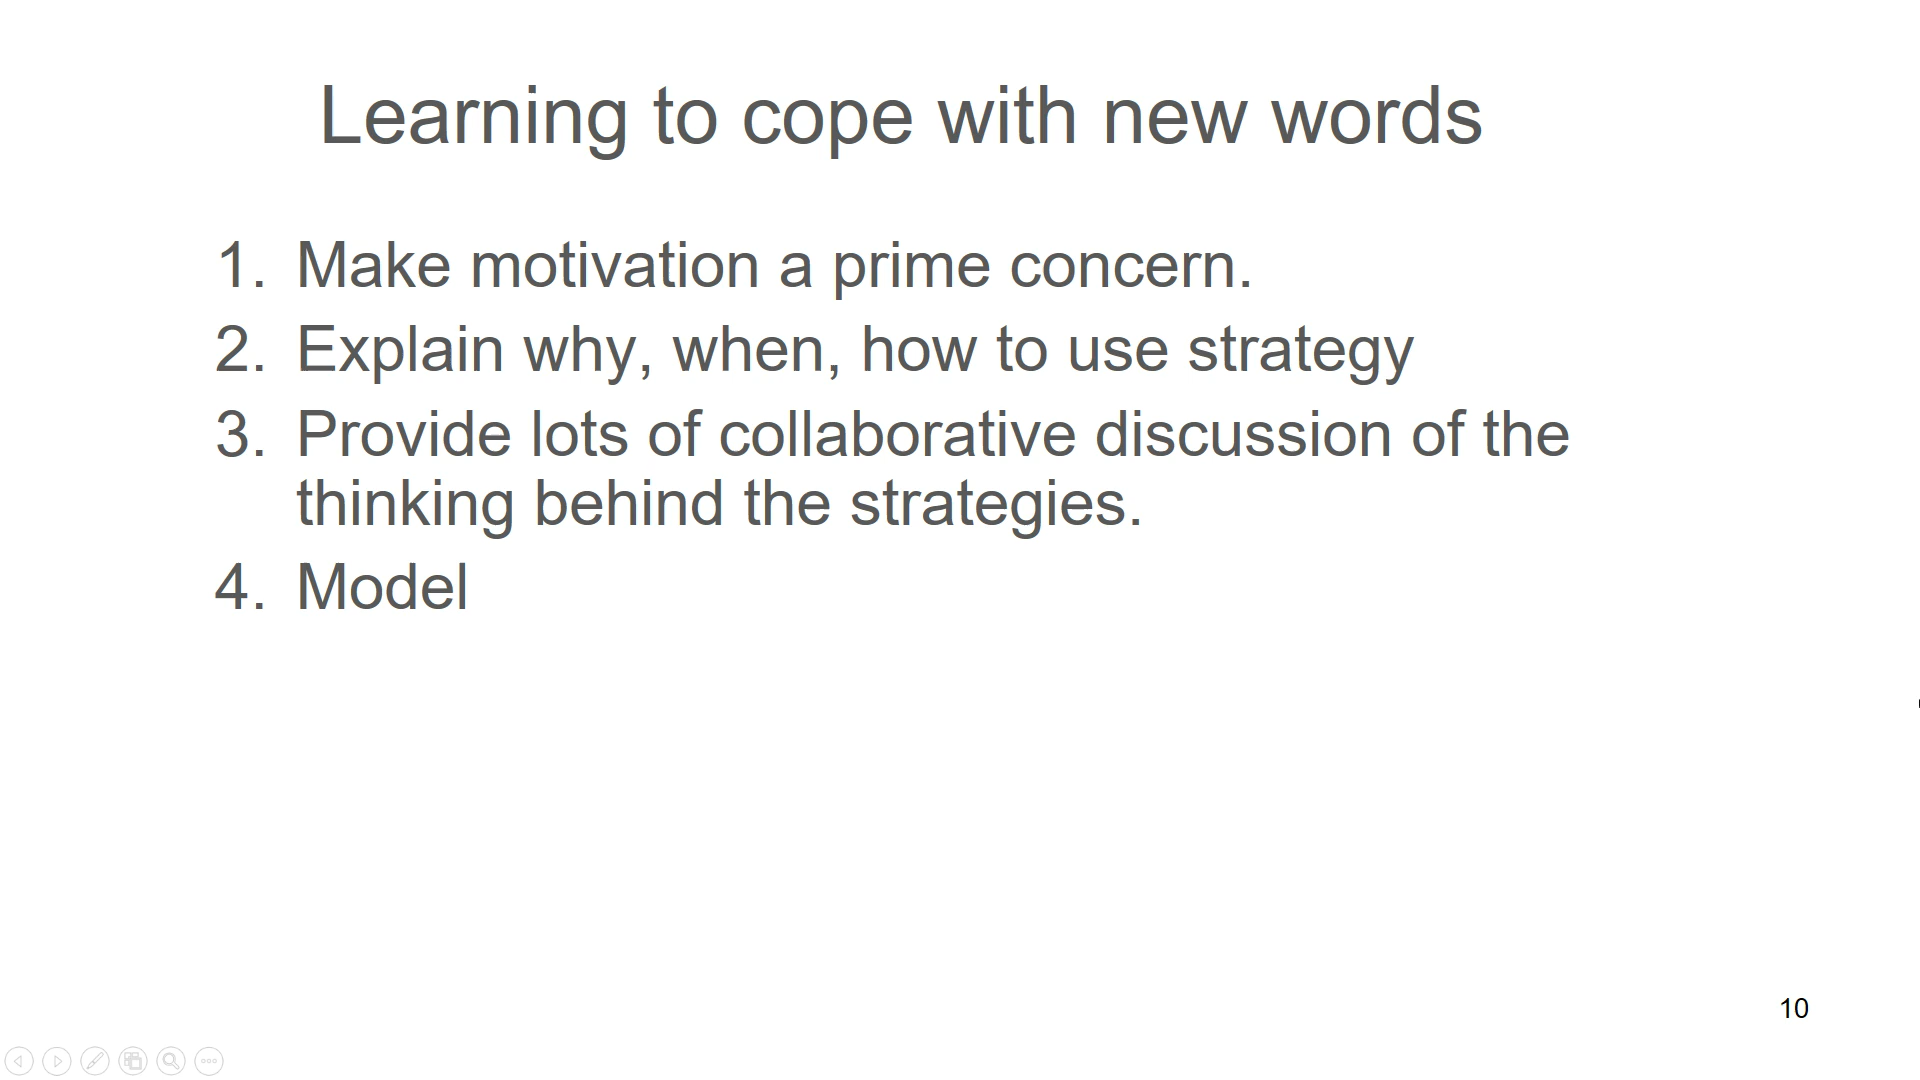 Learning to cope with new words
1. Make motivation a prime concern.
2. Explain why, when, how to use strategy
3. Provide lots of collaborative discussion of the
thinking behind the strategies.
4. Model
10